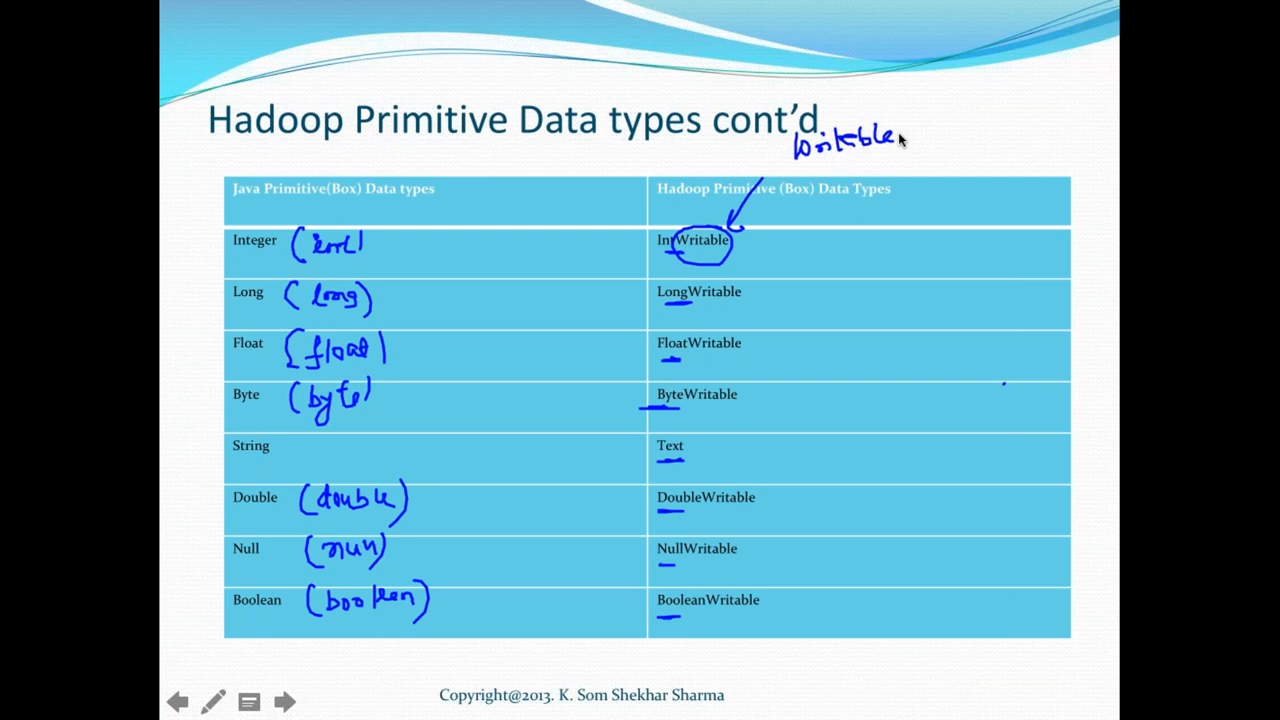 Hadoop Primitive Data types cont'd
Writable
Java Primitive(Box) Data types Hadoop Primitive (Box) Data Types
Integer (int) IntWritable
Long (long) LongWritable
Float (float) FloatWritable
Byte (byte) ByteWritable
String Text
Double (double) DoubleWritable
Null (null) NullWritable
Boolean (boolean) BooleanWritable
Copyright@2013. K. Som Shekhar Sharma